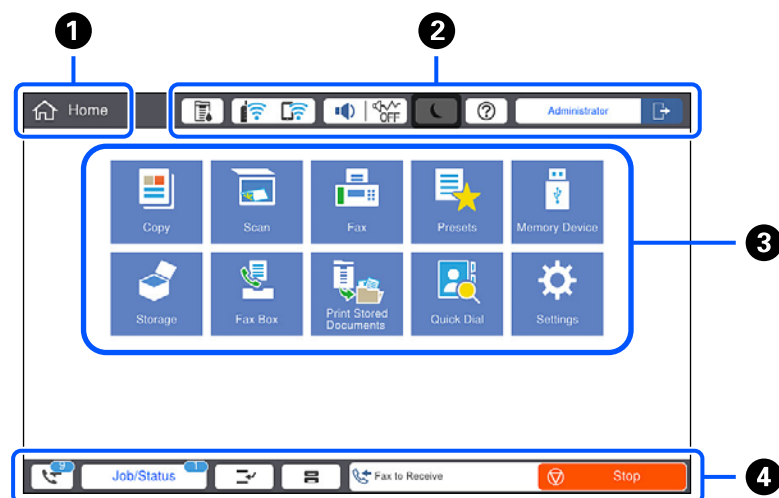 1
2
Home
OFF
?
Administrator
Copy
Scan
Fax
Presets
Memory Device
3
Storage
Fax Box
Print Stored
Documents
Quick Dial
Settings
9
Job/Status
1
Fax to Receive
Stop
4